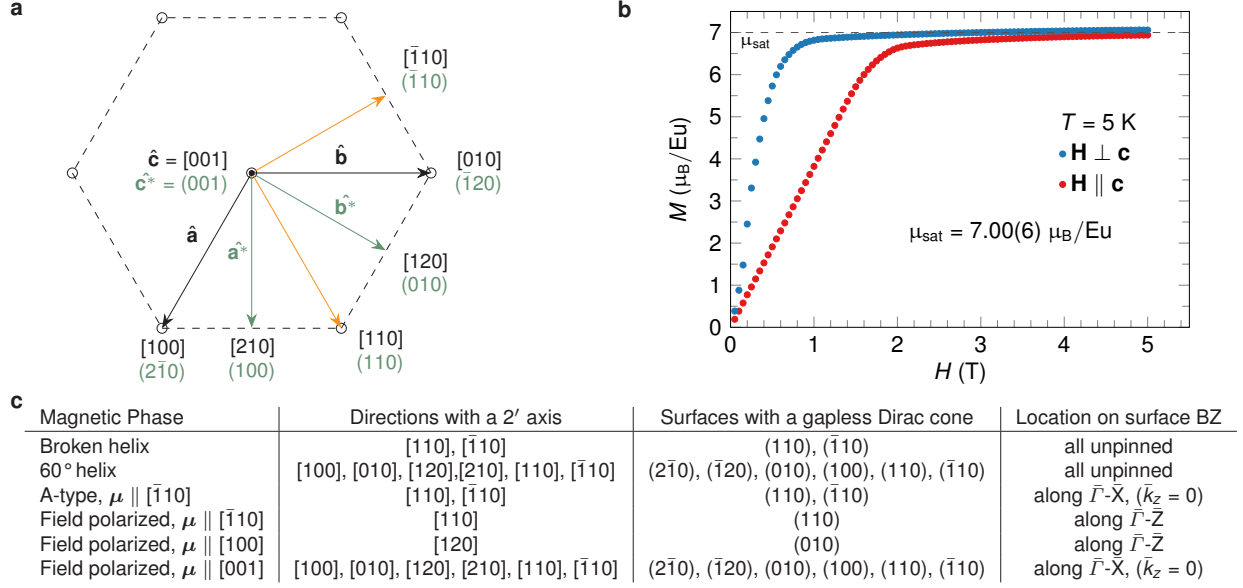 a
[1̄10]
(1̄10)
ĉ = [001]
ĉ* = (001)
b̂
[010]
(1̄20)
â
b̂*
â*
[120]
(010)
[100]
(21̄0)
[210]
(100)
[110]
(110)
b
7
6
5
4
3
2
1
0
M (μB/Eu)
μsat
T = 5 K
H ⊥ c
H ∥ c
μsat = 7.00(6) μB/Eu
0 1 2 3 4 5
H (T)
c
Magnetic Phase Directions with a 2′ axis Surfaces with a gapless Dirac cone Location on surface BZ
Broken helix [110], [1̄10] (110), (1̄10) all unpinned
60° helix [100], [010], [120],[210], [110], [1̄10] (21̄0), (1̄20), (010), (100), (110), (1̄10) all unpinned
A-type, μ ∥ [1̄10] [110], [1̄10] (110), (1̄10) along Γ̄-X̄, (k̄z = 0)
Field polarized, μ ∥ [1̄10] [110] (110) along Γ̄-Z̄
Field polarized, μ ∥ [100] [120] (010) along Γ̄-Z̄
Field polarized, μ ∥ [001] [100], [010], [120], [210], [110], [1̄10] (21̄0), (1̄20), (010), (100), (110), (1̄10) along Γ̄-X̄, (k̄z = 0)